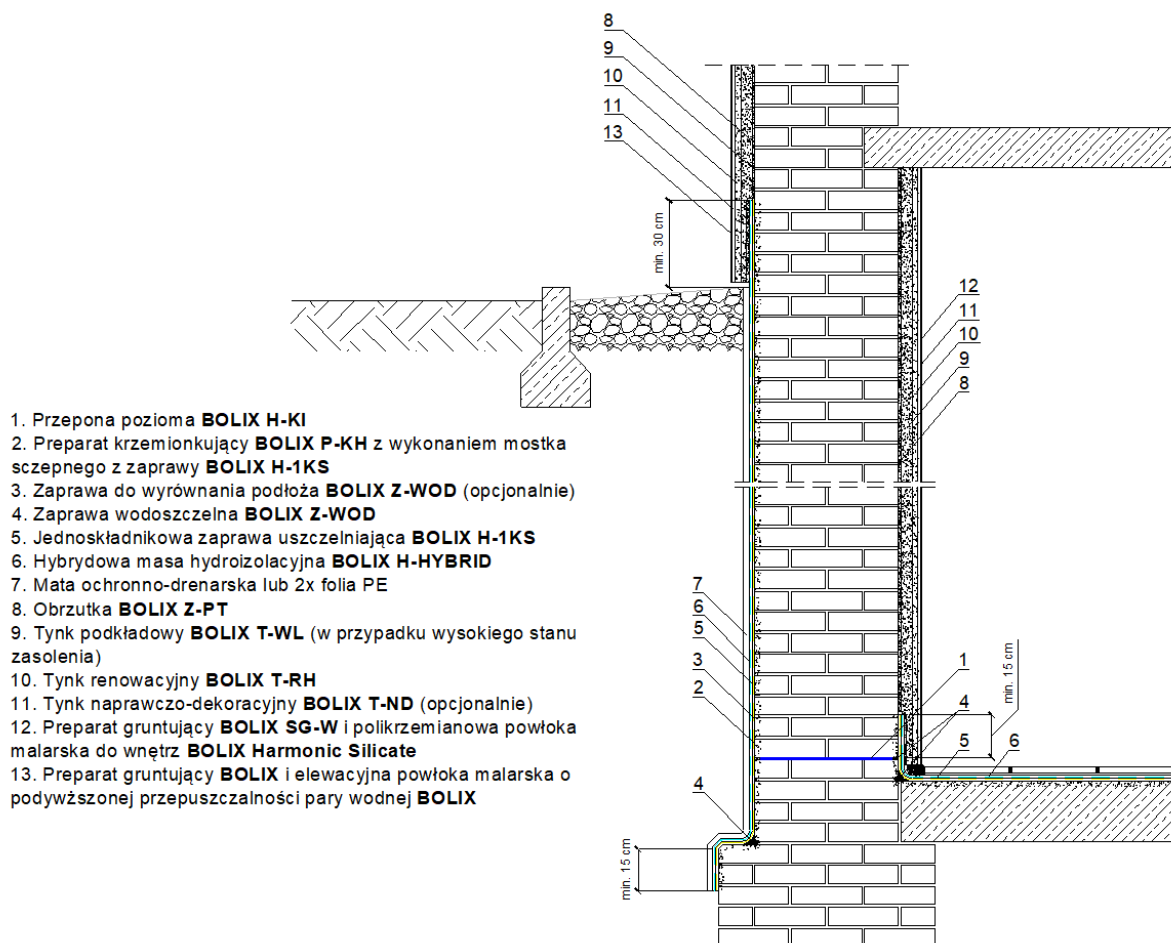 8
9
10
11
13
min. 30 cm
12
11
10
9
8
1. Przepona pozioma BOLIX H-KI
2. Preparat krzemionkujący BOLIX P-KH z wykonaniem mostka
sczepnego z zaprawy BOLIX H-1KS
3. Zaprawa do wyrównania podłoża BOLIX Z-WOD (opcjonalnie)
4. Zaprawa wodoszczelna BOLIX Z-WOD
5. Jednoskładnikowa zaprawa uszczelniająca BOLIX H-1KS
6. Hybrydowa masa hydroizolacyjna BOLIX H-HYBRID
7. Mata ochronno-drenarska lub 2x folia PE
8. Obrzutka BOLIX Z-PT
9. Tynk podkładowy BOLIX T-WL (w przypadku wysokiego stanu
zasolenia)
10. Tynk renowacyjny BOLIX T-RH
11. Tynk naprawczo-dekoracyjny BOLIX T-ND (opcjonalnie)
12. Preparat gruntujący BOLIX SG-W i polikrzemianowa powłoka
malarska do wnętrz BOLIX Harmonic Silicate
13. Preparat gruntujący BOLIX i elewacyjna powłoka malarska o
podywższonej przepuszczalności pary wodnej BOLIX
7
6
5
3
2
4
min. 15 cm
1
4
5
6
min. 15 cm